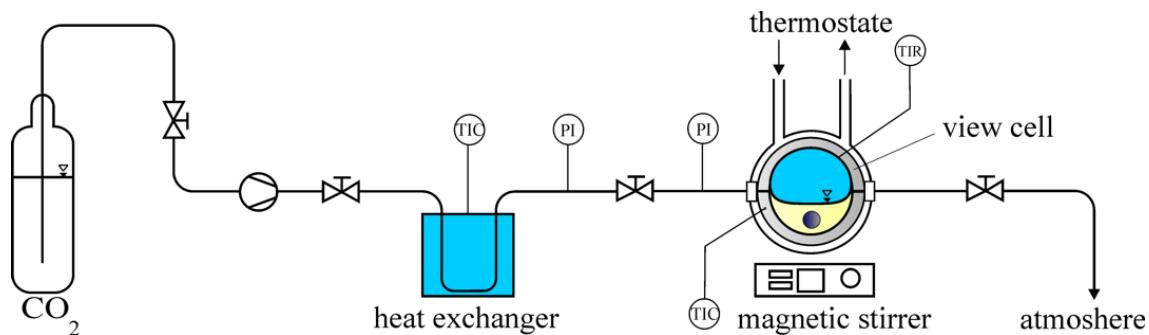 thermostate
TIR
view cell
TIC
PI
PI
TIC
CO2
heat exchanger
magnetic stirrer
atmoshere